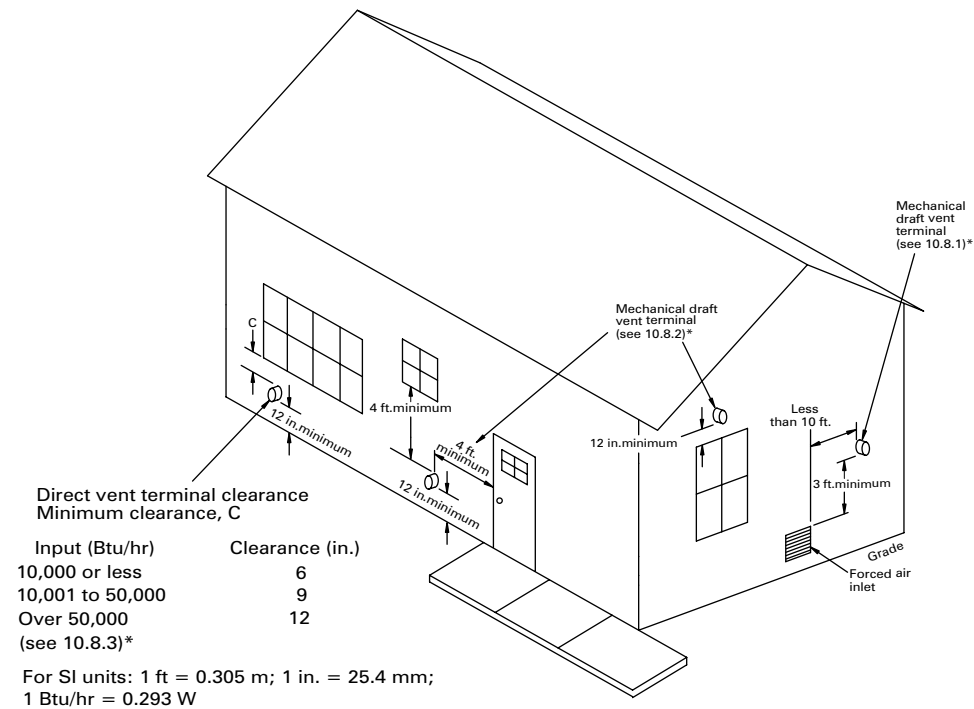 Mechanical
draft vent
terminal
(see 10.8.1)*
Mechanical draft
vent terminal
(see 10.8.2)*
C
12 in.minimum
4 ft.minimum
4 ft.
minimum
12 in.minimum
12 in.minimum
Less
than 10 ft.
3 ft.minimum
Grade
Forced air
inlet
Direct vent terminal clearance
Minimum clearance, C
Input (Btu/hr) Clearance (in.)
10,000 or less 6
10,001 to 50,000 9
Over 50,000 12
(see 10.8.3)*
For SI units: 1 ft = 0.305 m; 1 in. = 25.4 mm;
1 Btu/hr = 0.293 W